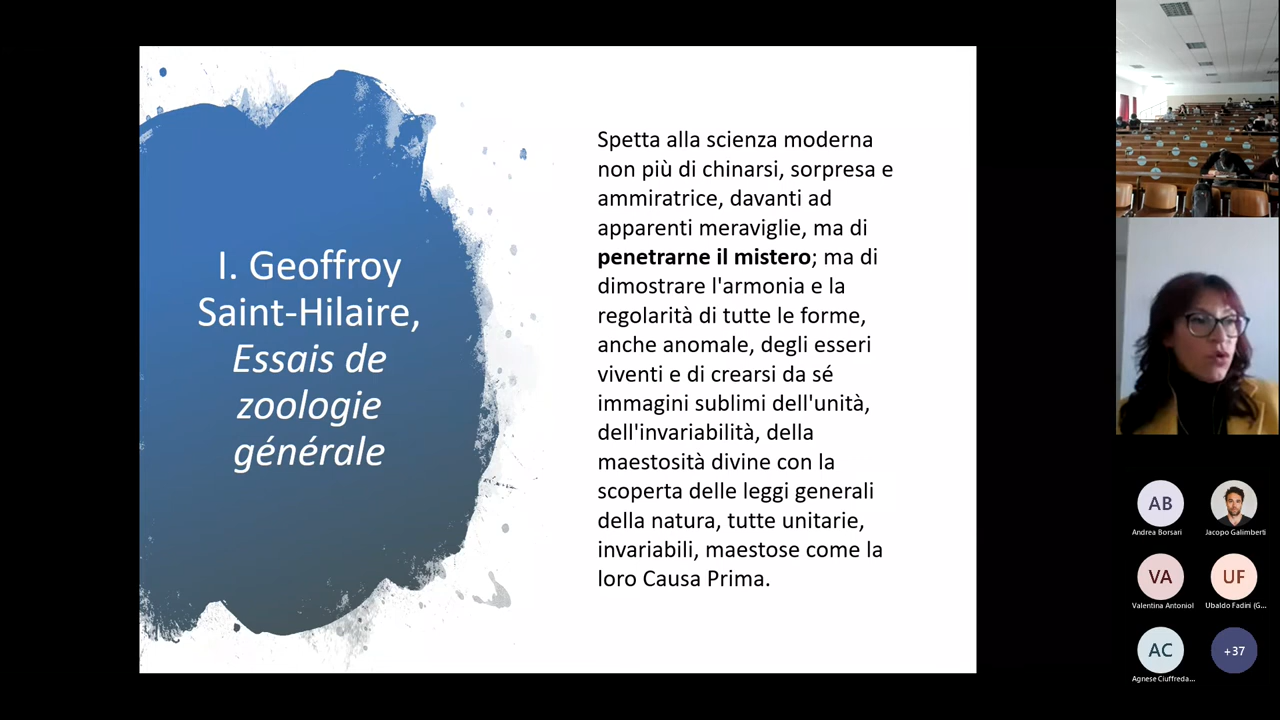 I. Geoffroy
Saint-Hilaire,
Essais de
zoologie
générale
Spetta alla scienza moderna
non più di chinarsi, sorpresa e
ammiratrice, davanti ad
apparenti meraviglie, ma di
penetrarne il mistero; ma di
dimostrare l'armonia e la
regolarità di tutte le forme,
anche anomale, degli esseri
viventi e di crearsi da sé
immagini sublimi dell'unità,
dell'invariabilità, della
maestosità divine con la
scoperta delle leggi generali
della natura, tutte unitarie,
invariabili, maestose come la
loro Causa Prima.
AB
Andrea Borsari
Jacopo Galimberti
VA
Valentina Antoniol
UF
Ubaldo Fadini (G...
AC
Agnese Ciuffreda...
+37